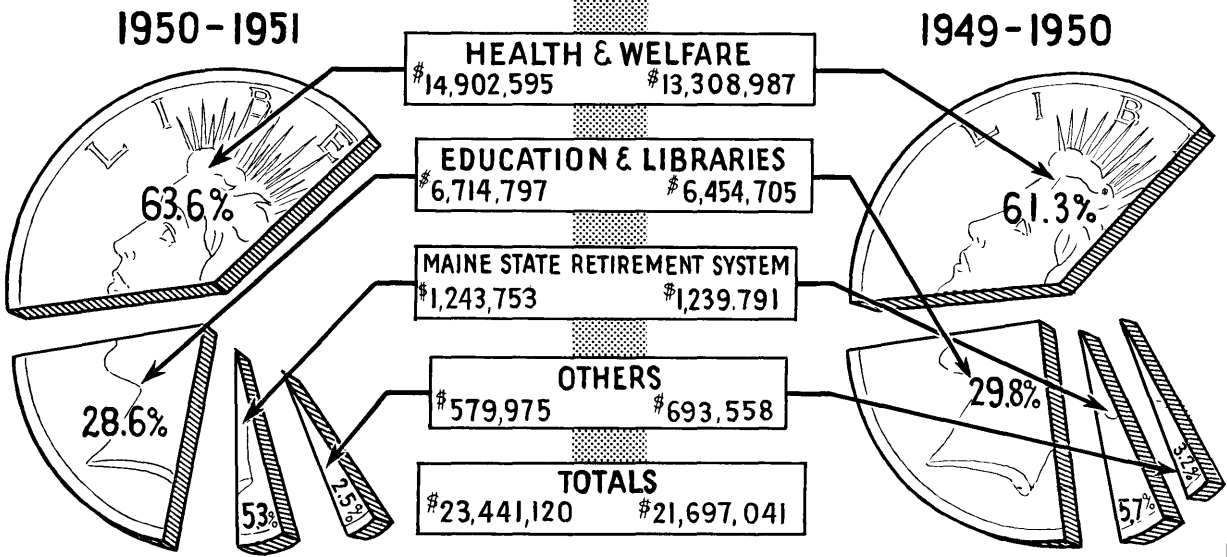 1950-1951
1949-1950
HEALTH & WELFARE
$14,902,595 $13,308,987
EDUCATION & LIBRARIES
$6,714,797 $6,454,705
MAINE STATE RETIREMENT SYSTEM
$1,243,753 $1,239.791
OTHERS
$579,975 $693,558
TOTALS
$23,441,120 $21,697,041
LIBE
63.6%
28.6%
53%
2.5%
LIB
61.3%
29.8%
5.7%
3.2%